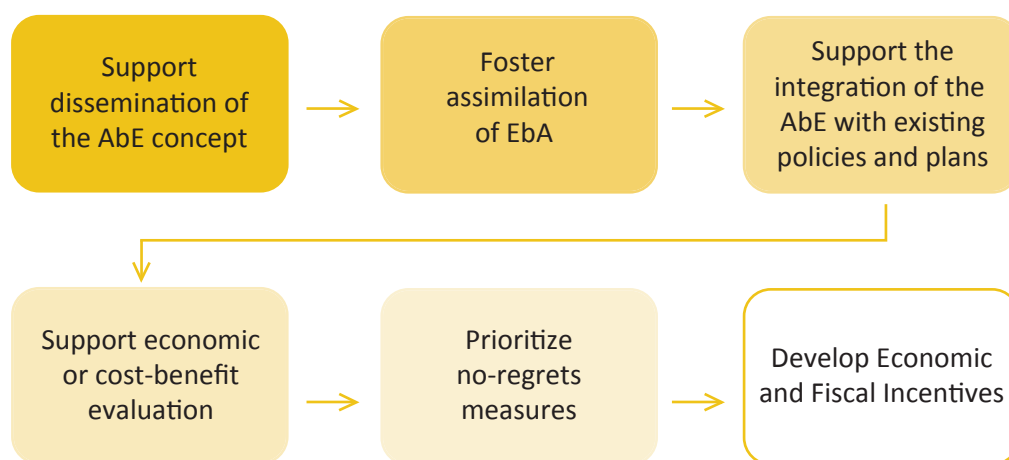 Support
dissemination of
the AbE concept
Foster
assimilation
of EbA
Support the
integration of the
AbE with existing
policies and plans
Support economic
or cost-benefit
evaluation
Prioritize
no-regrets
measures
Develop Economic
and Fiscal Incentives